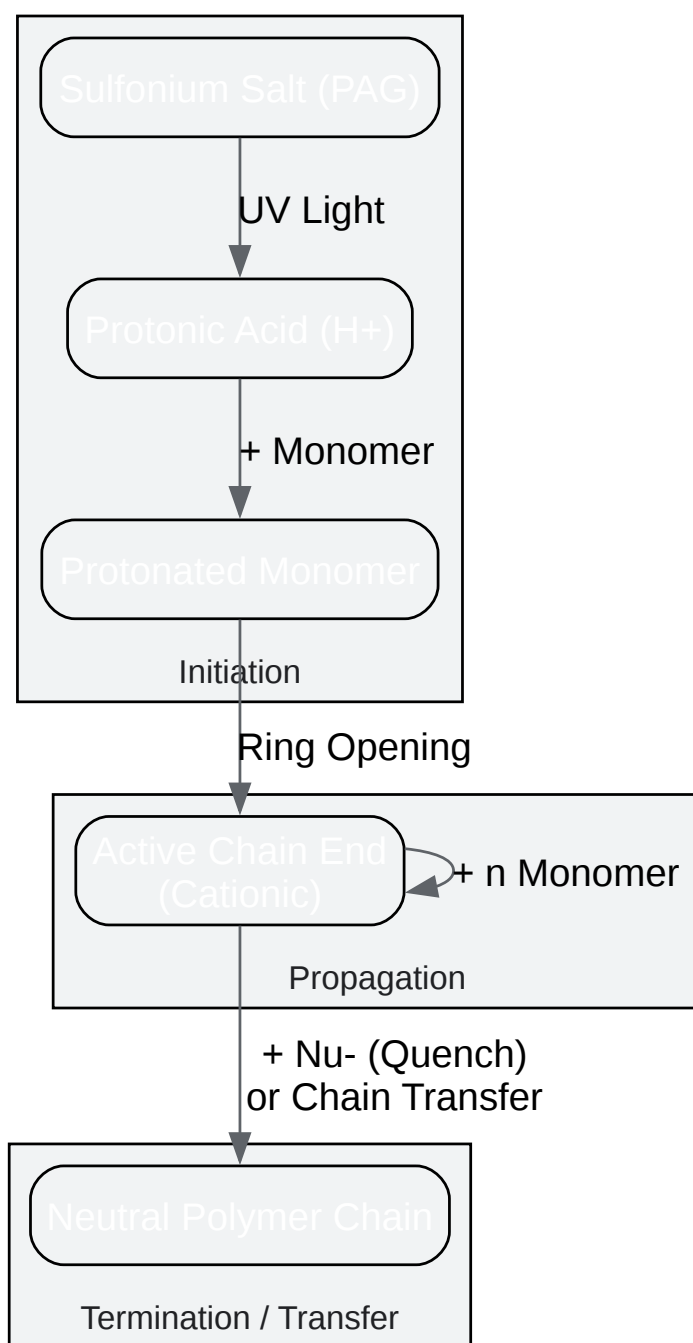 Sulfonium Salt (PAG)
UV Light
Protonic Acid (H+)
+ Monomer
Protonated Monomer
Initiation
Ring Opening
Active Chain End
(Cationic)
+ n Monomer
Propagation
+ Nu- (Quench)
or Chain Transfer
Neutral Polymer Chain
Termination / Transfer